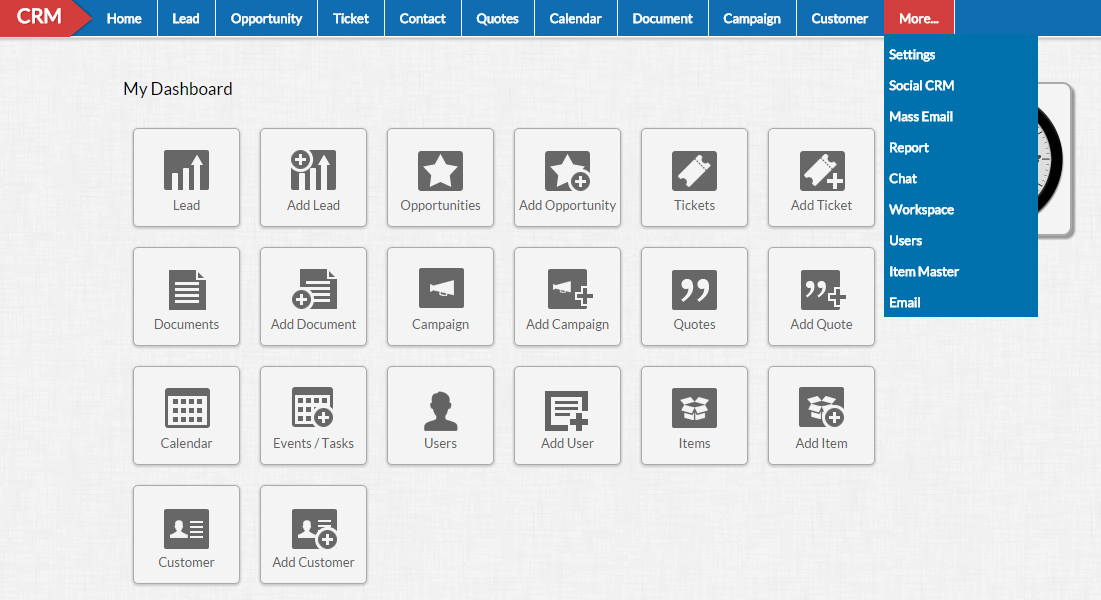 CRM Home Lead Opportunity Ticket Contact Quotes Calendar Document Campaign Customer More...
Settings
Social CRM
Mass Email
Report
Chat
Workspace
Users
Item Master
Email
My Dashboard
Lead Add Lead Opportunities Add Opportunity Tickets Add Ticket
Documents Add Document Campaign Add Campaign Quotes Add Quote
Calendar Events / Tasks Users Add User Items Add Item
Customer Add Customer